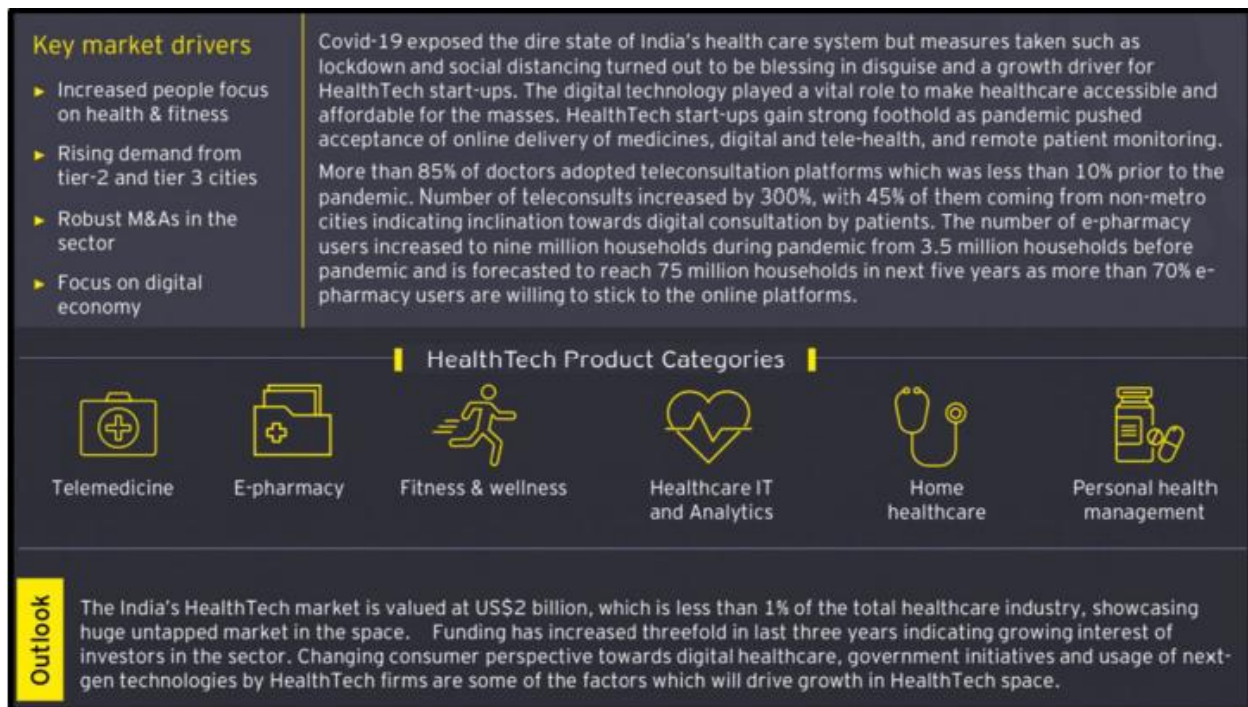 Key market drivers
Increased people focus
on health & fitness
Rising demand from
tier-2 and tier 3 cities
Robust M&As in the
sector
Focus on digital
economy
Covid-19 exposed the dire state of India's health care system but measures taken such as
lockdown and social distancing turned out to be blessing in disguise and a growth driver for
HealthTech start-ups. The digital technology played a vital role to make healthcare accessible and
affordable for the masses. HealthTech start-ups gain strong foothold as pandemic pushed
acceptance of online delivery of medicines, digital and tele-health, and remote patient monitoring.
More than 85% of doctors adopted teleconsultation platforms which was less than 10% prior to the
pandemic. Number of teleconsults increased by 300%, with 45% of them coming from non-metro
cities indicating inclination towards digital consultation by patients. The number of e-pharmacy
users increased to nine million households during pandemic from 3.5 million households before
pandemic and is forecasted to reach 75 million households in next five years as more than 70% e-
pharmacy users are willing to stick to the online platforms.
HealthTech Product Categories
Telemedicine
E-pharmacy
Fitness & wellness
Healthcare IT
and Analytics
Home
healthcare
Personal health
management
Outlook
The India's HealthTech market is valued at US$2 billion, which is less than 1% of the total healthcare industry, showcasing
huge untapped market in the space. Funding has increased threefold in last three years indicating growing interest of
investors in the sector. Changing consumer perspective towards digital healthcare, government initiatives and usage of next-
gen technologies by HealthTech firms are some of the factors which will drive growth in HealthTech space.